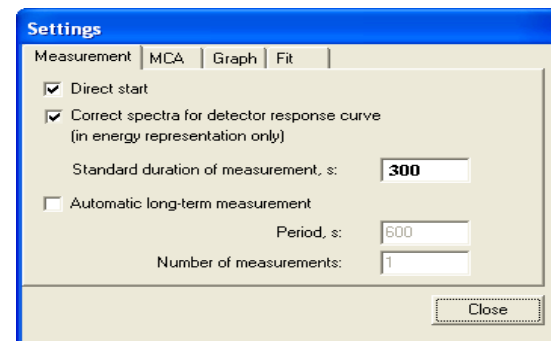 Settings
Measurement MCA Graph Fit
Direct start
Correct spectra for detector response curve
(in energy representation only)
Standard duration of measurement, s: 300
Automatic long-term measurement
Period, s: 600
Number of measurements: 1
Close